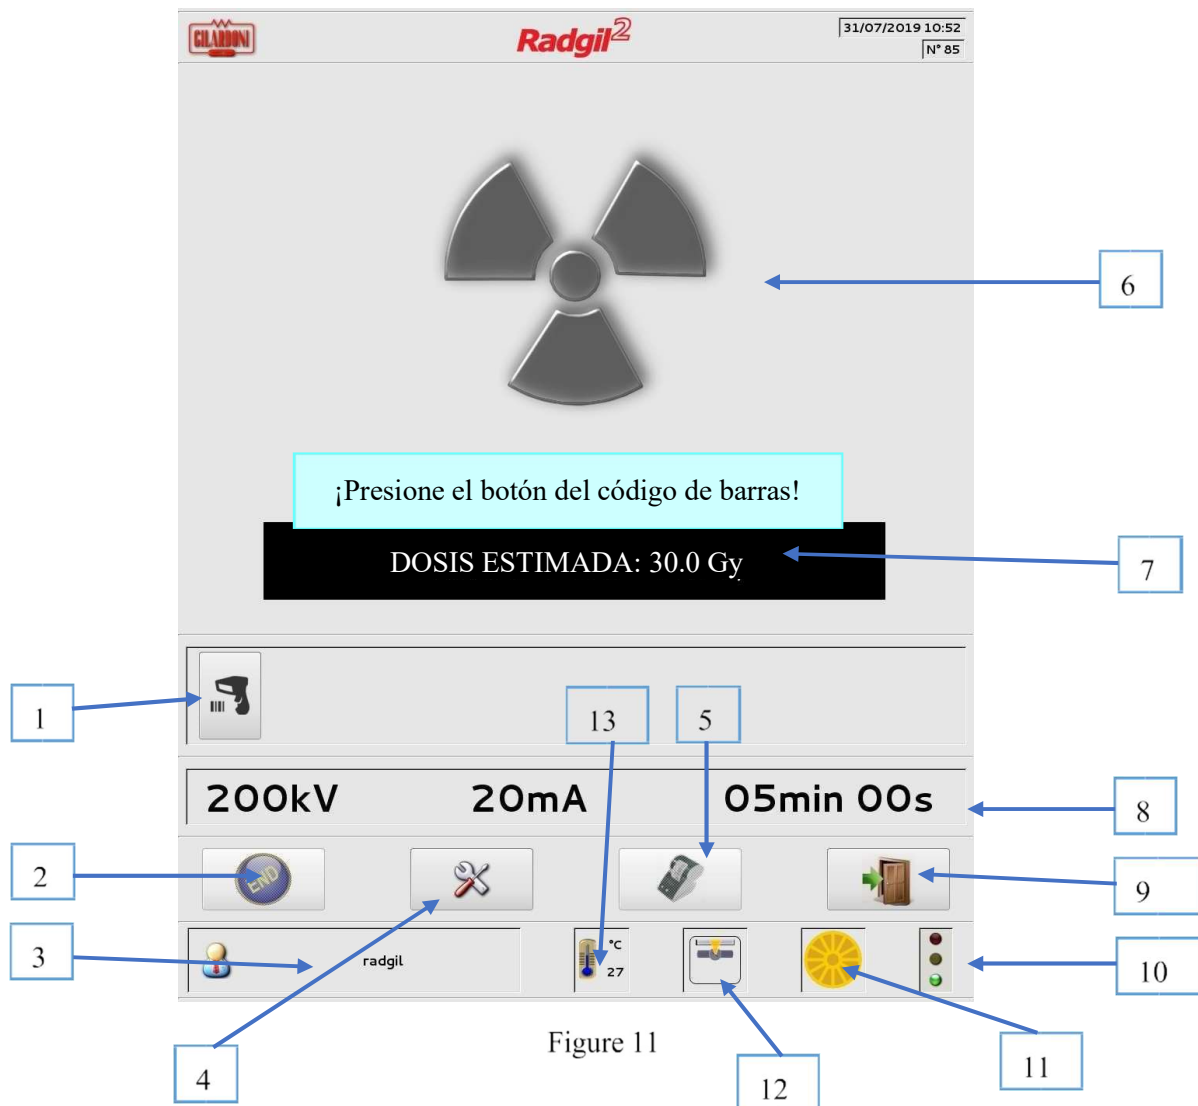 GILARDONI
Radgil2
31/07/2019 10:52
N° 85
6
¡Presione el botón del código de barras!
DOSIS ESTIMADA: 30.0 Gy
7
1
13
5
200kV 20mA 05min 00s
8
2
END
9
3
radgil
°C
27
10
Figure 11
4
12
11